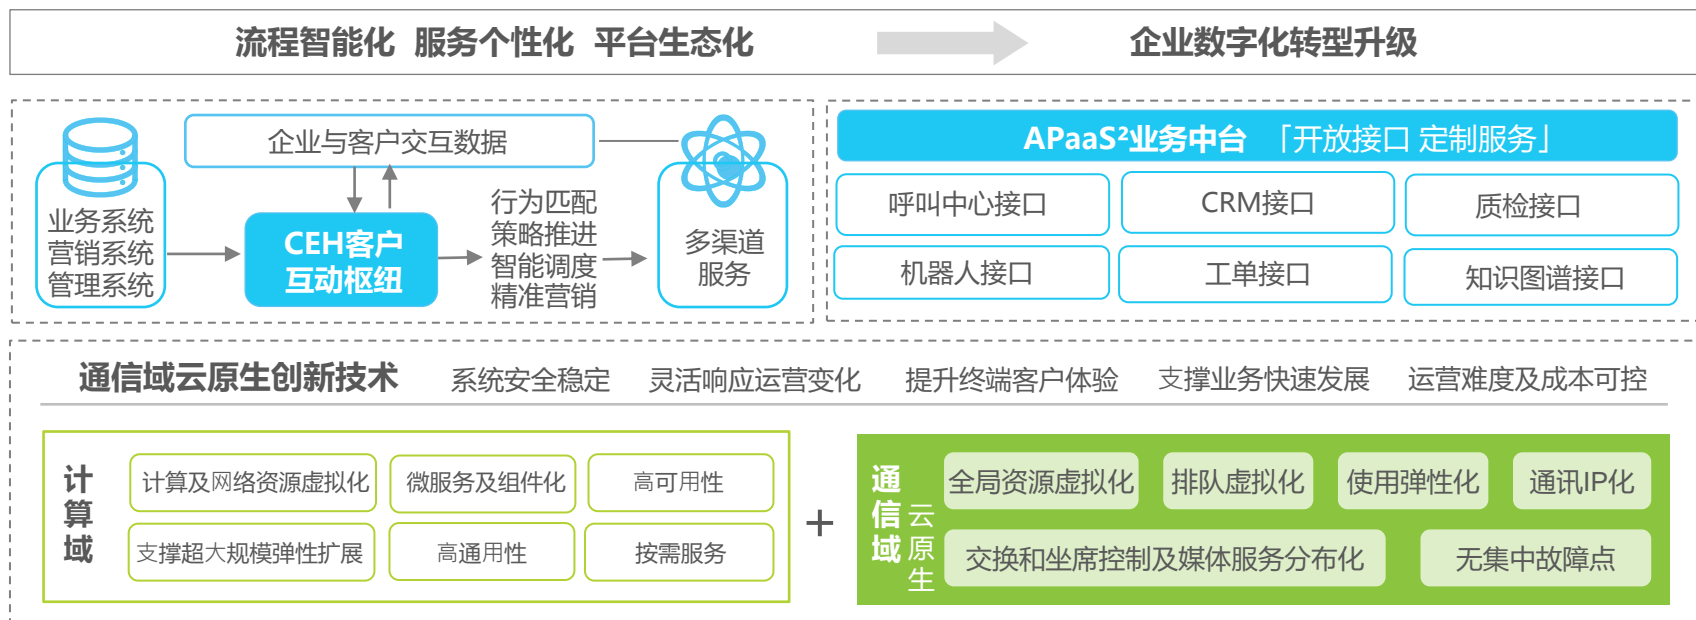 流程智能化 服务个性化 平台生态化
企业数字化转型升级
企业与客户交互数据
业务系统
营销系统
管理系统
CEH客户
互动枢纽
行为匹配
策略推进
智能调度
精准营销
多渠道
服务
APaaS²业务中台 「开放接口 定制服务」
呼叫中心接口
CRM接口
质检接口
机器人接口
工单接口
知识图谱接口
通信域云原生创新技术
系统安全稳定
灵活响应运营变化
提升终端客户体验
支撑业务快速发展
运营难度及成本可控
计算域
计算及网络资源虚拟化
微服务及组件化
高可用性
支撑超大规模弹性扩展
高通用性
按需服务
+
通信域
云原生
全局资源虚拟化
排队虚拟化
使用弹性化
通讯IP化
交换和坐席控制及媒体服务分布化
无集中故障点